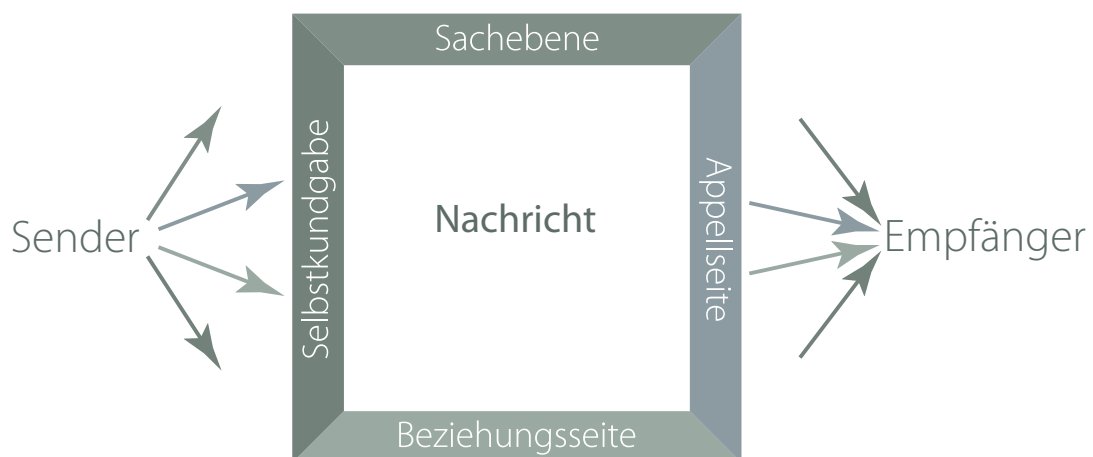 Sachebene
Selbstkundgabe
Sender
Nachricht
Appellseite
Empfänger
Beziehungsseite